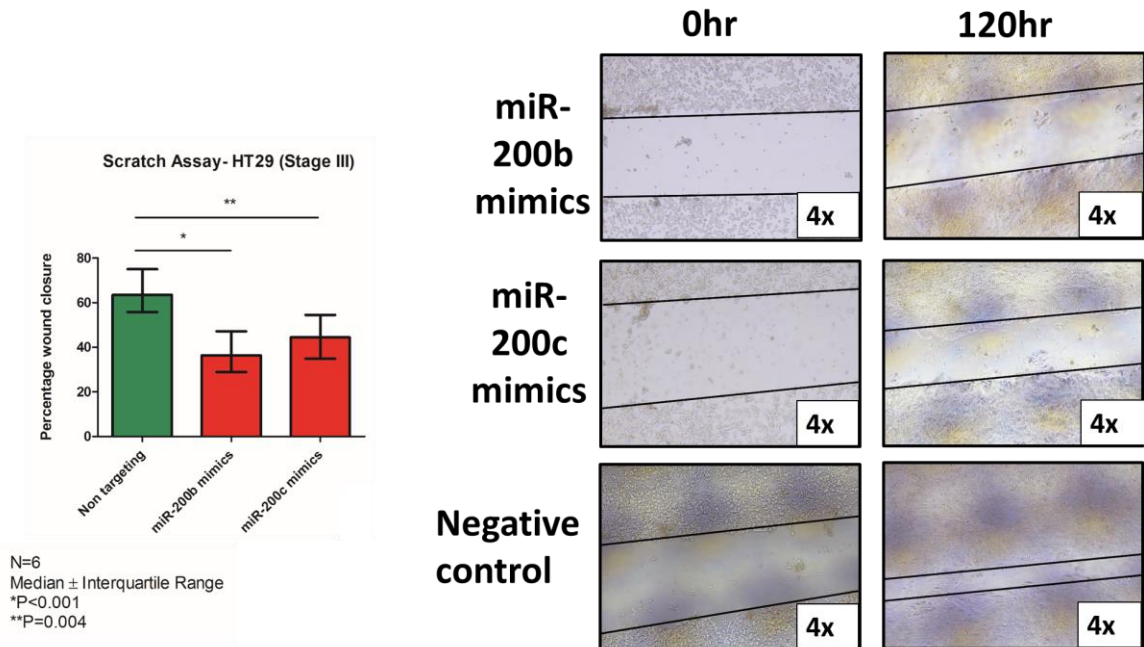 Scratch Assay- HT29 (Stage III)
**
*
Percentage wound closure
80
60
40
20
0
Non targeting
miR-200b mimics
miR-200c mimics
N=6
Median ± Interquartile Range
*P<0.001
**P=0.004
0hr
120hr
miR-
200b
mimics
4x
4x
miR-
200c
mimics
4x
4x
Negative
control
4x
4x